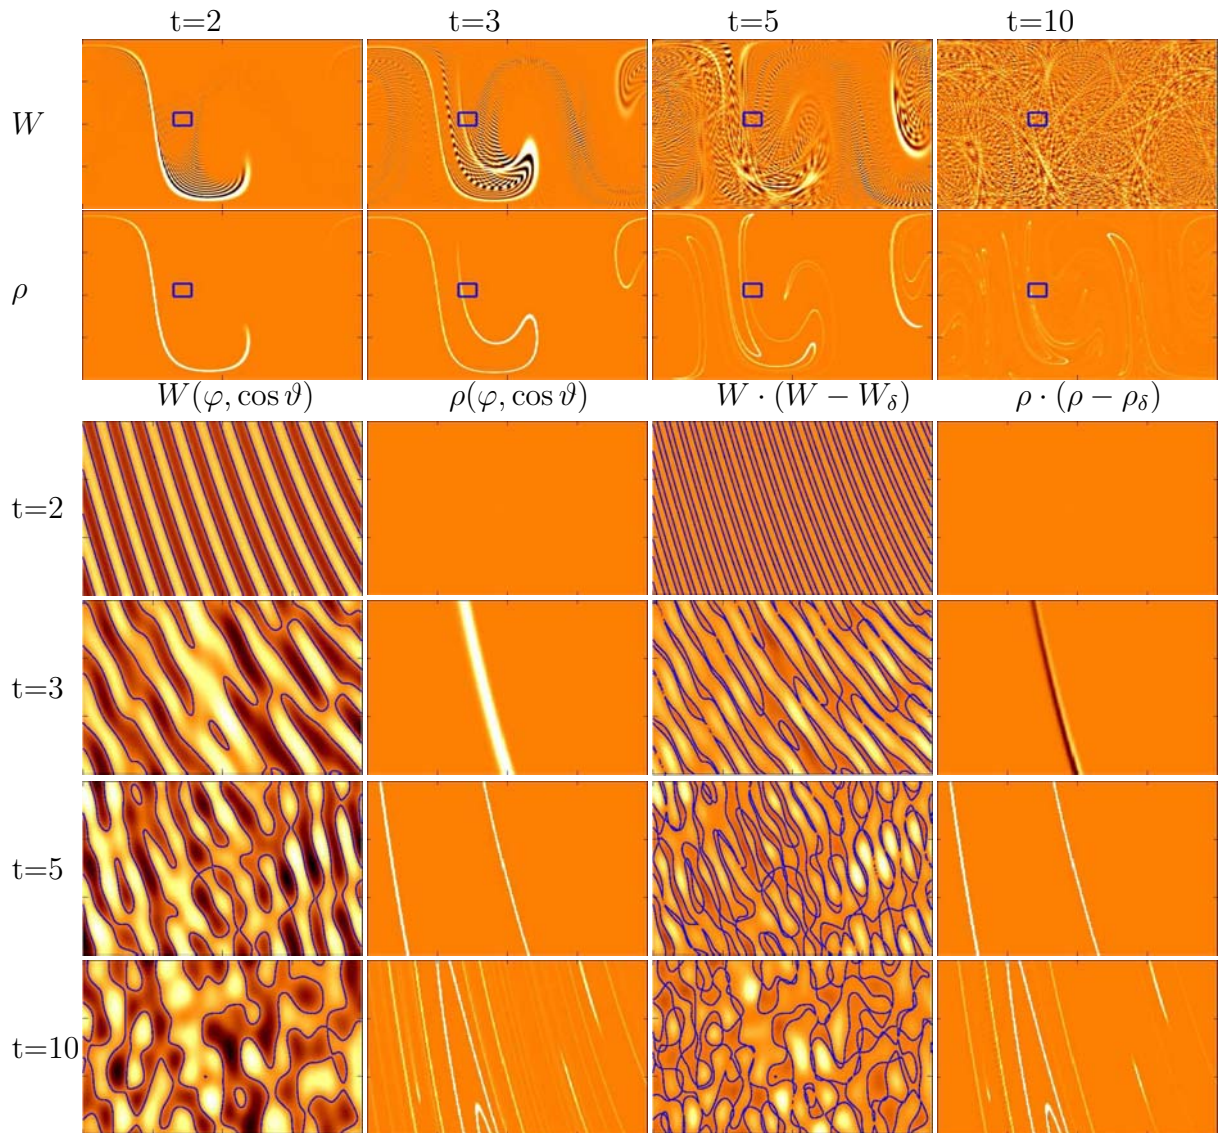 t=2 t=3 t=5 t=10
W
ρ
W(φ, cos ϑ) ρ(φ, cos ϑ) W · (W − W_δ) ρ · (ρ − ρ_δ)
t=2
t=3
t=5
t=10